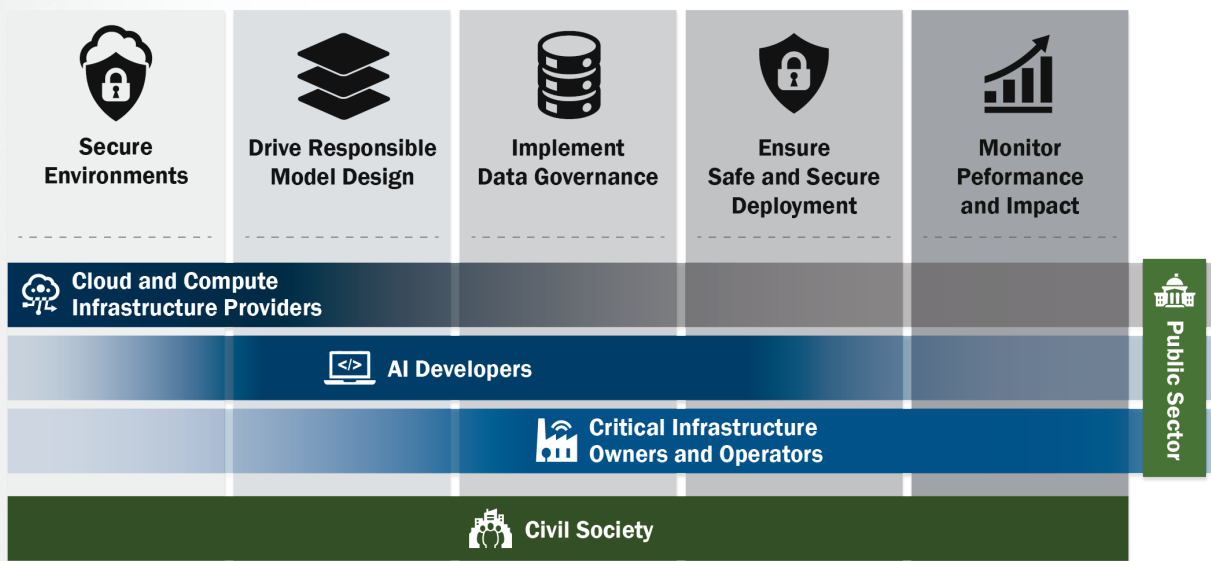 Secure
Environments
Drive Responsible
Model Design
Implement
Data Governance
Ensure
Safe and Secure
Deployment
Monitor
Peformance
and Impact
Cloud and Compute
Infrastructure Providers
</>
AI Developers
Critical Infrastructure
Owners and Operators
Public Sector
Civil Society